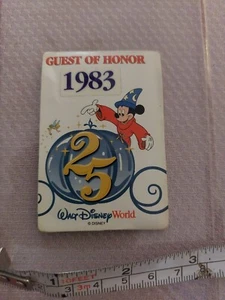 GUEST OF HONOR
1983
25
Walt Disney World
© DISNEY